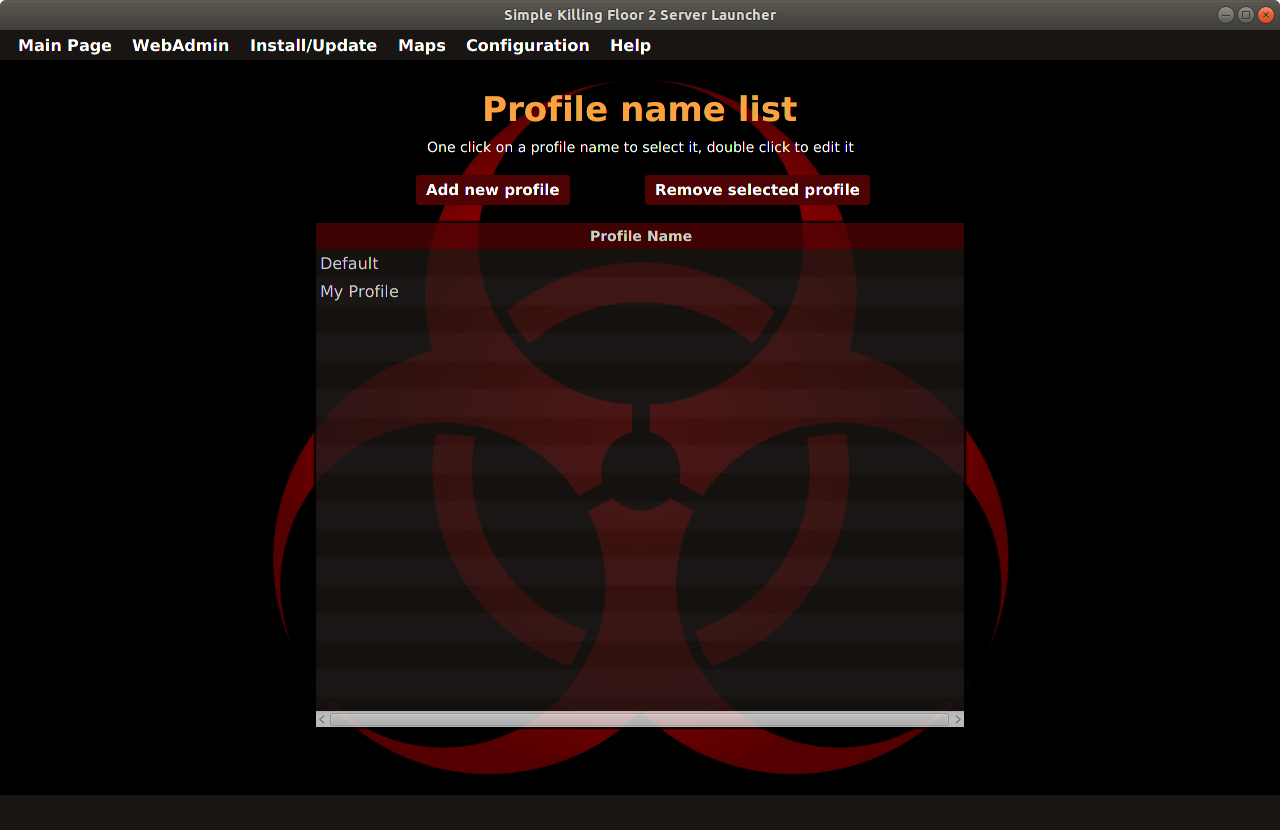 Simple Killing Floor 2 Server Launcher
Main Page WebAdmin Install/Update Maps Configuration Help
Profile name list
One click on a profile name to select it, double click to edit it
Add new profile Remove selected profile
Profile Name
Default
My Profile